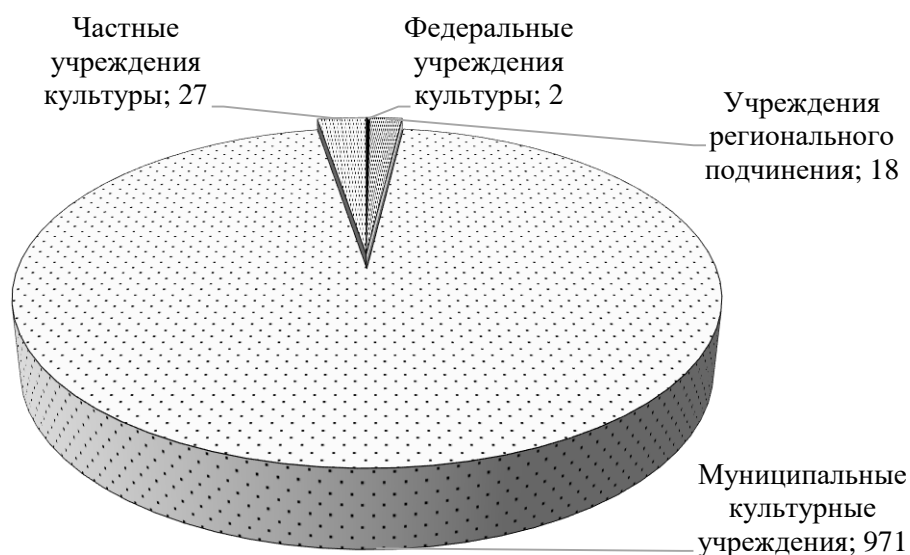 Частные
учреждения
культуры; 27
Федеральные
учреждения
культуры; 2
Учреждения
регионального
подчинения; 18
Муниципальные
культурные
учреждения; 971